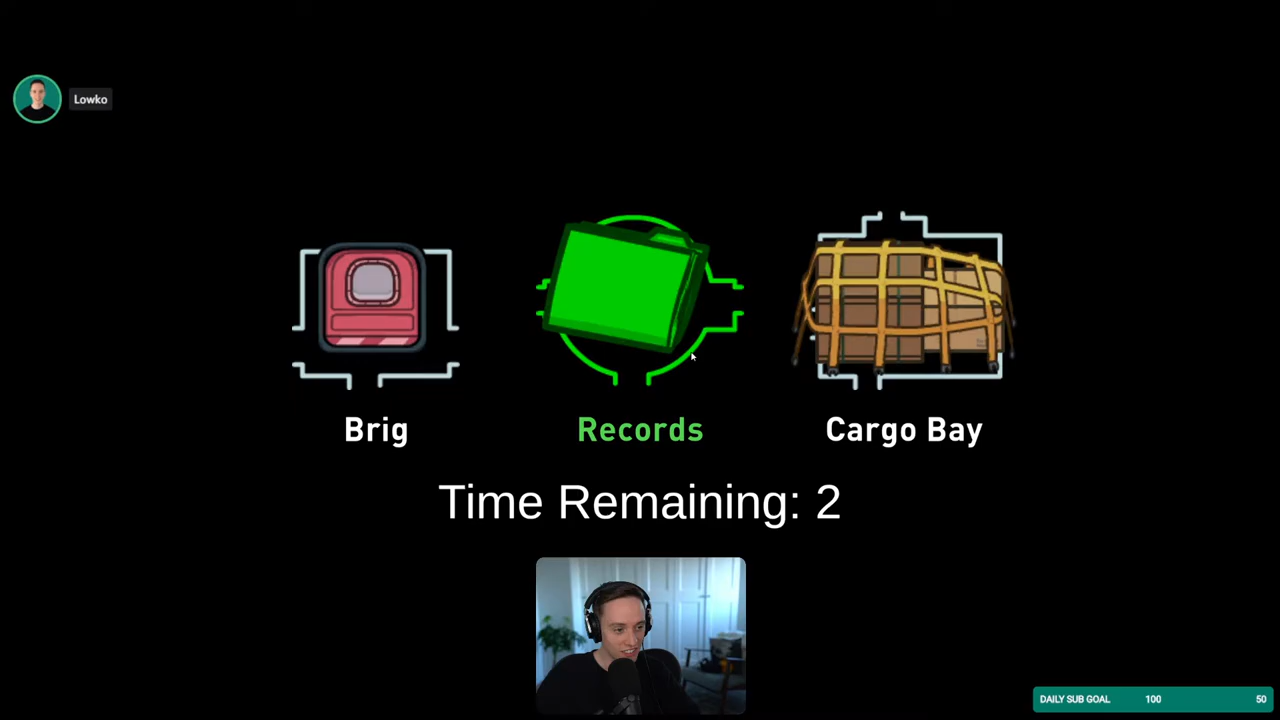 Lowko
Brig
Records
Cargo Bay
Time Remaining: 2
DAILY SUB GOAL 100 50